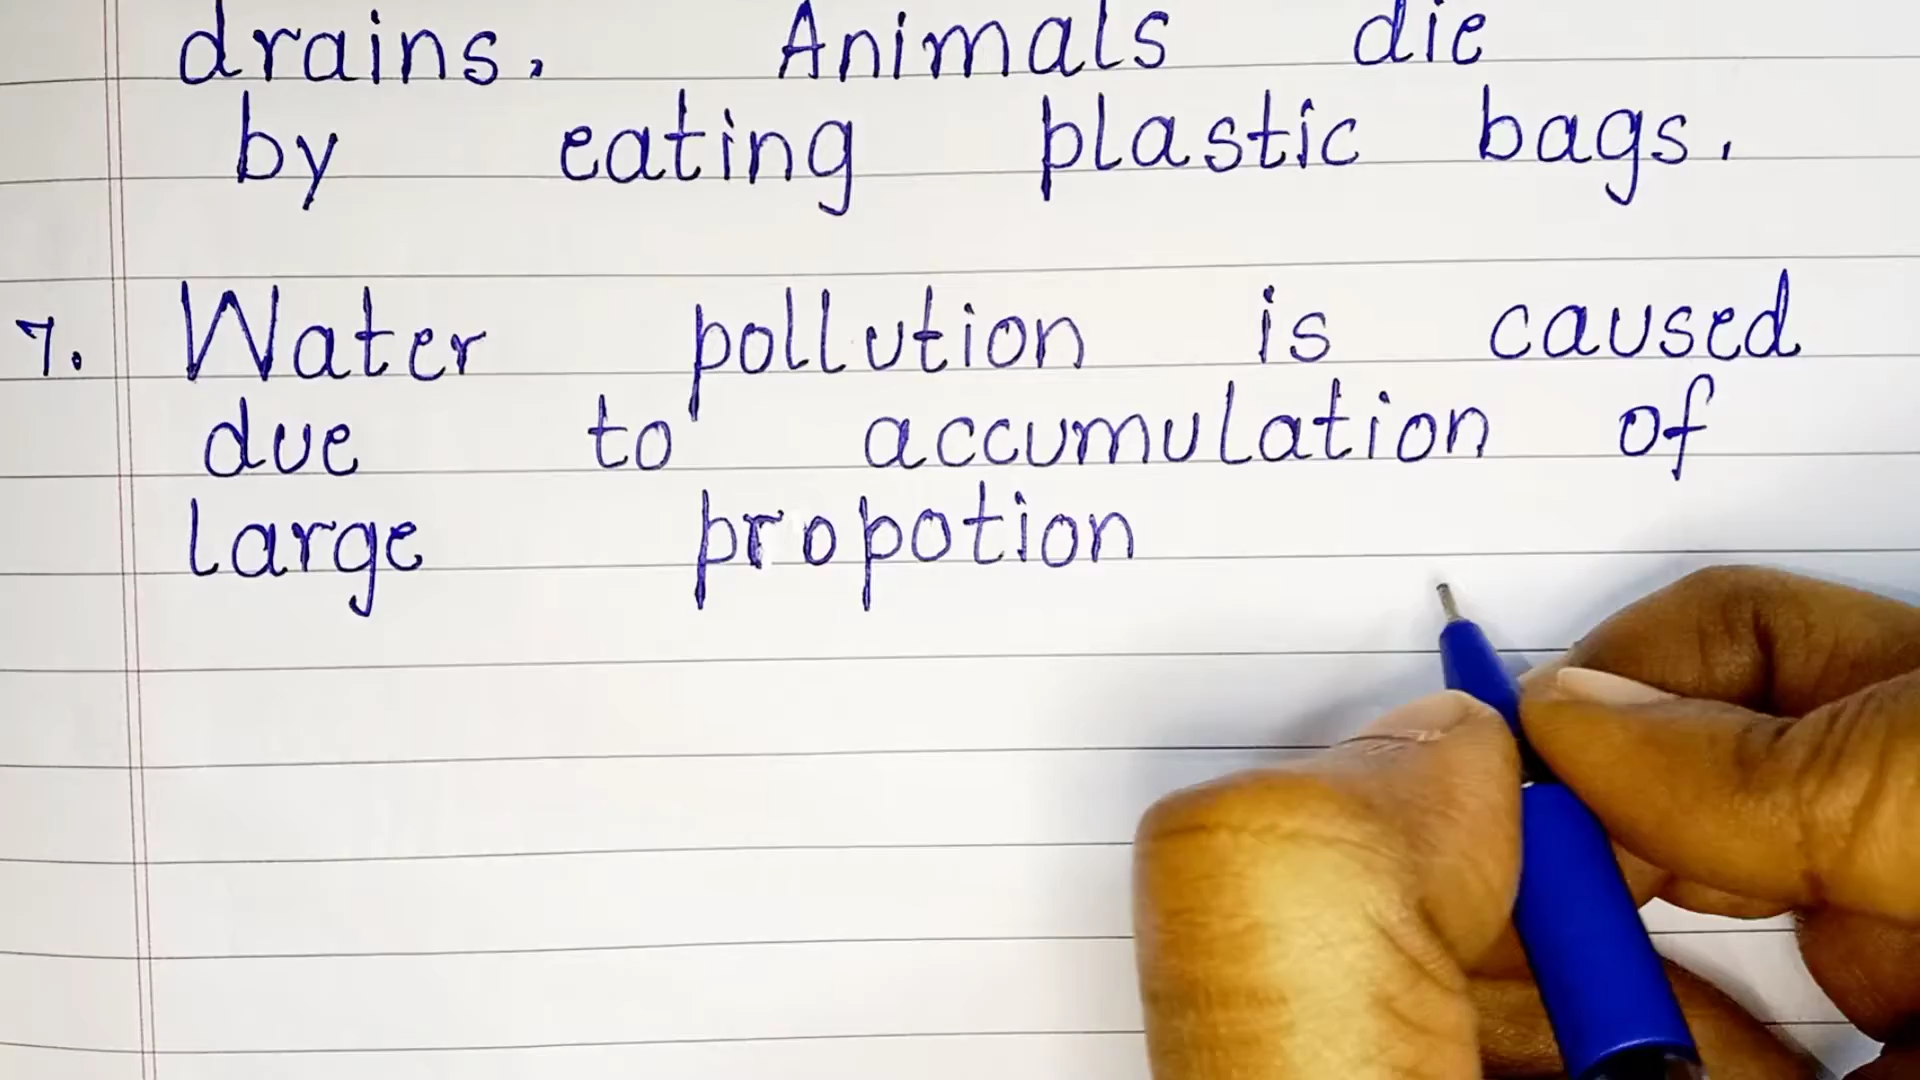 drains. Animals die
by eating plastic bags.
7. Water pollution is caused
due to accumulation of
large propotion